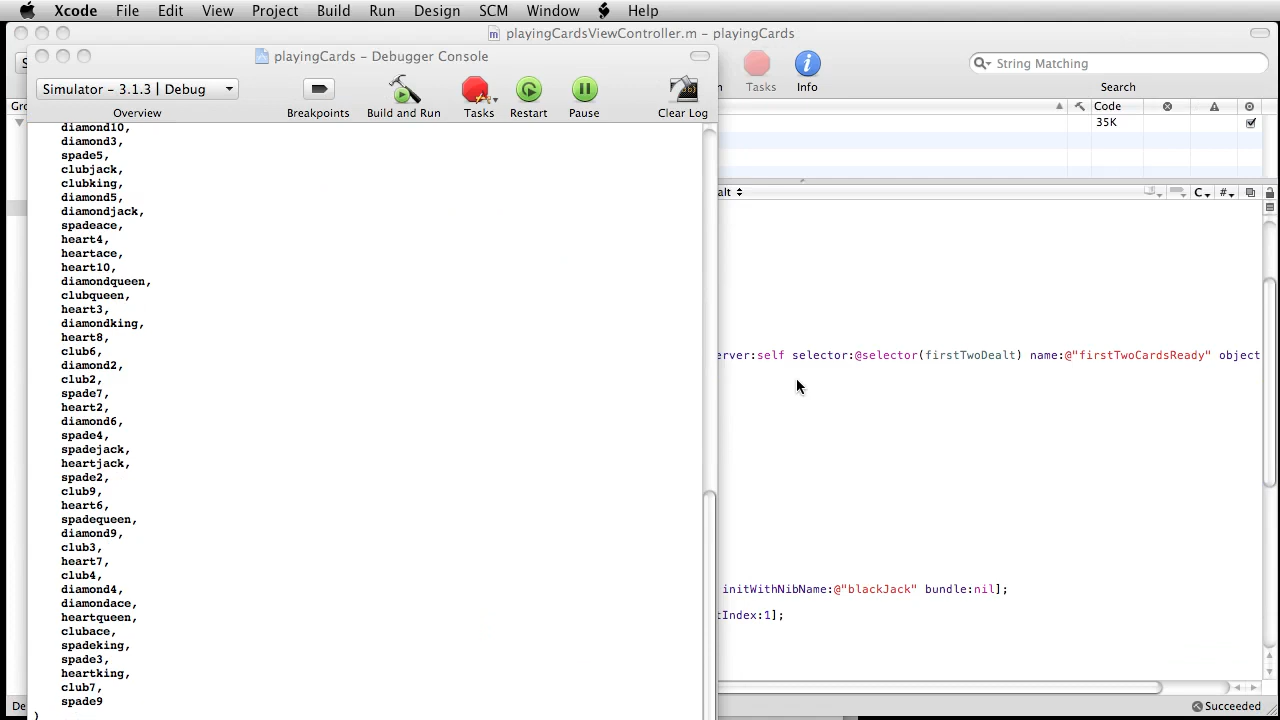 Xcode File Edit View Project Build Run Design SCM Window Help
playingCardsViewController.m – playingCards
playingCards – Debugger Console
Simulator – 3.1.3 | Debug
Overview
Breakpoints
Build and Run
Tasks
Restart
Pause
Clear Log
Tasks
Info
String Matching
Search
Code
35K
diamond10,
diamond3,
spade5,
clubjack,
clubking,
diamond5,
diamondjack,
spadeace,
heart4,
heartace,
heart10,
diamondqueen,
clubqueen,
heart3,
diamondking,
heart8,
club6,
diamond2,
club2,
spade7,
heart2,
diamond6,
spade4,
spadejack,
heartjack,
spade2,
club9,
heart6,
spadequeen,
diamond9,
club3,
heart7,
club4,
diamond4,
diamondace,
heartqueen,
clubace,
spadeking,
spade3,
heartking,
club7,
spade9
)
alt
C
#
erver:self selector:@selector(firstTwoDealt) name:@"firstTwoCardsReady" object
initWithNibName:@"blackJack" bundle:nil];
tIndex:1];
Succeeded